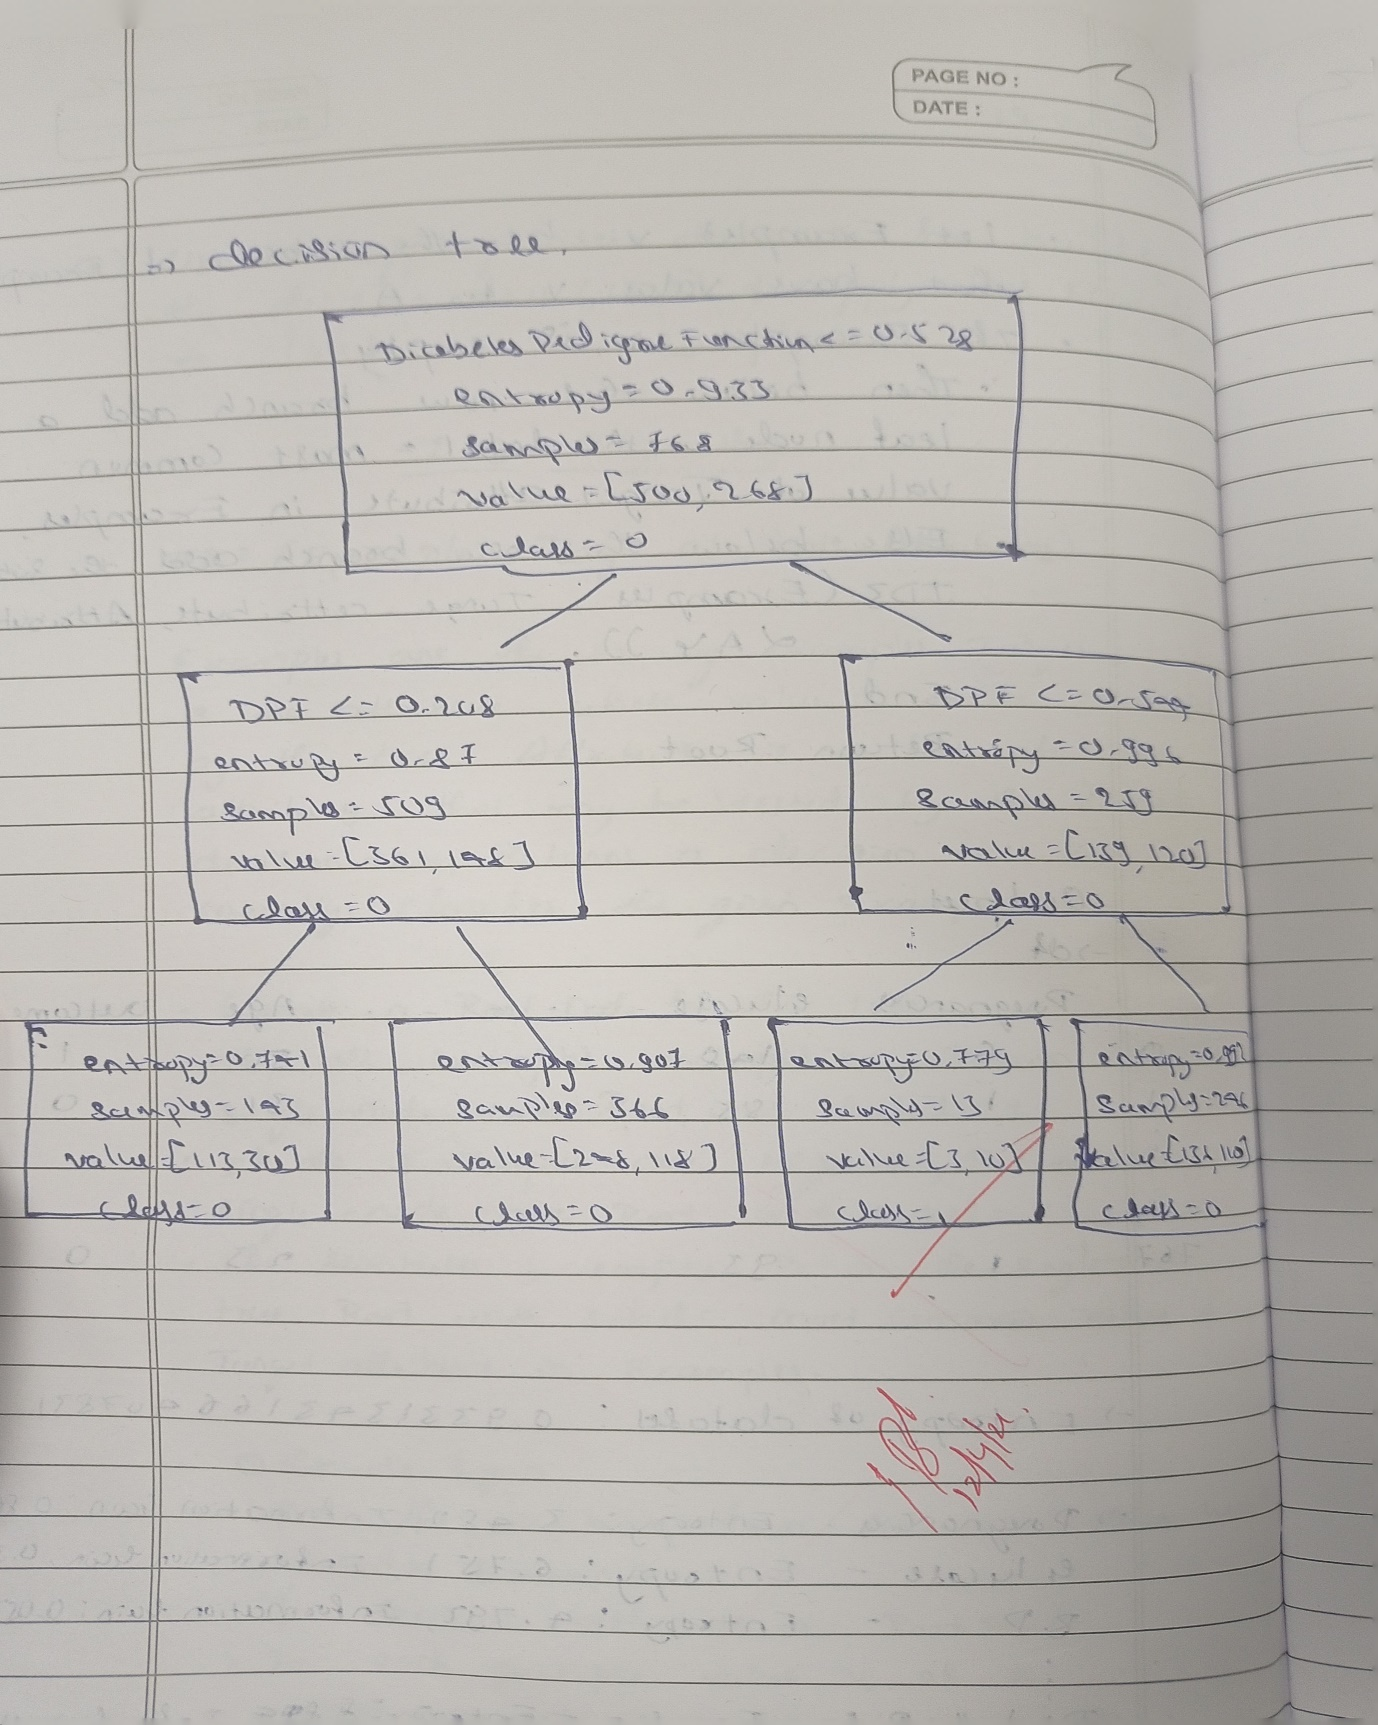 PAGE NO :
DATE :
=> decision tree.
Diabetes Pedigree Function <= 0.528
entropy = 0.933
samples = 768
value = [500, 268]
class = 0
DPF <= 0.208
entropy = 0.87
samples = 509
value = [361, 148]
class = 0
DPF <= 0.544
entropy = 0.996
samples = 259
value = [139, 120]
class = 0
entropy = 0.741
samples = 143
value = [113, 30]
class = 0
entropy = 0.907
samples = 366
value = [248, 118]
class = 0
entropy = 0.779
samples = 13
value = [3, 10]
class = 1
entropy = 0.992
samples = 246
value = [136, 110]
class = 0
12/4/21